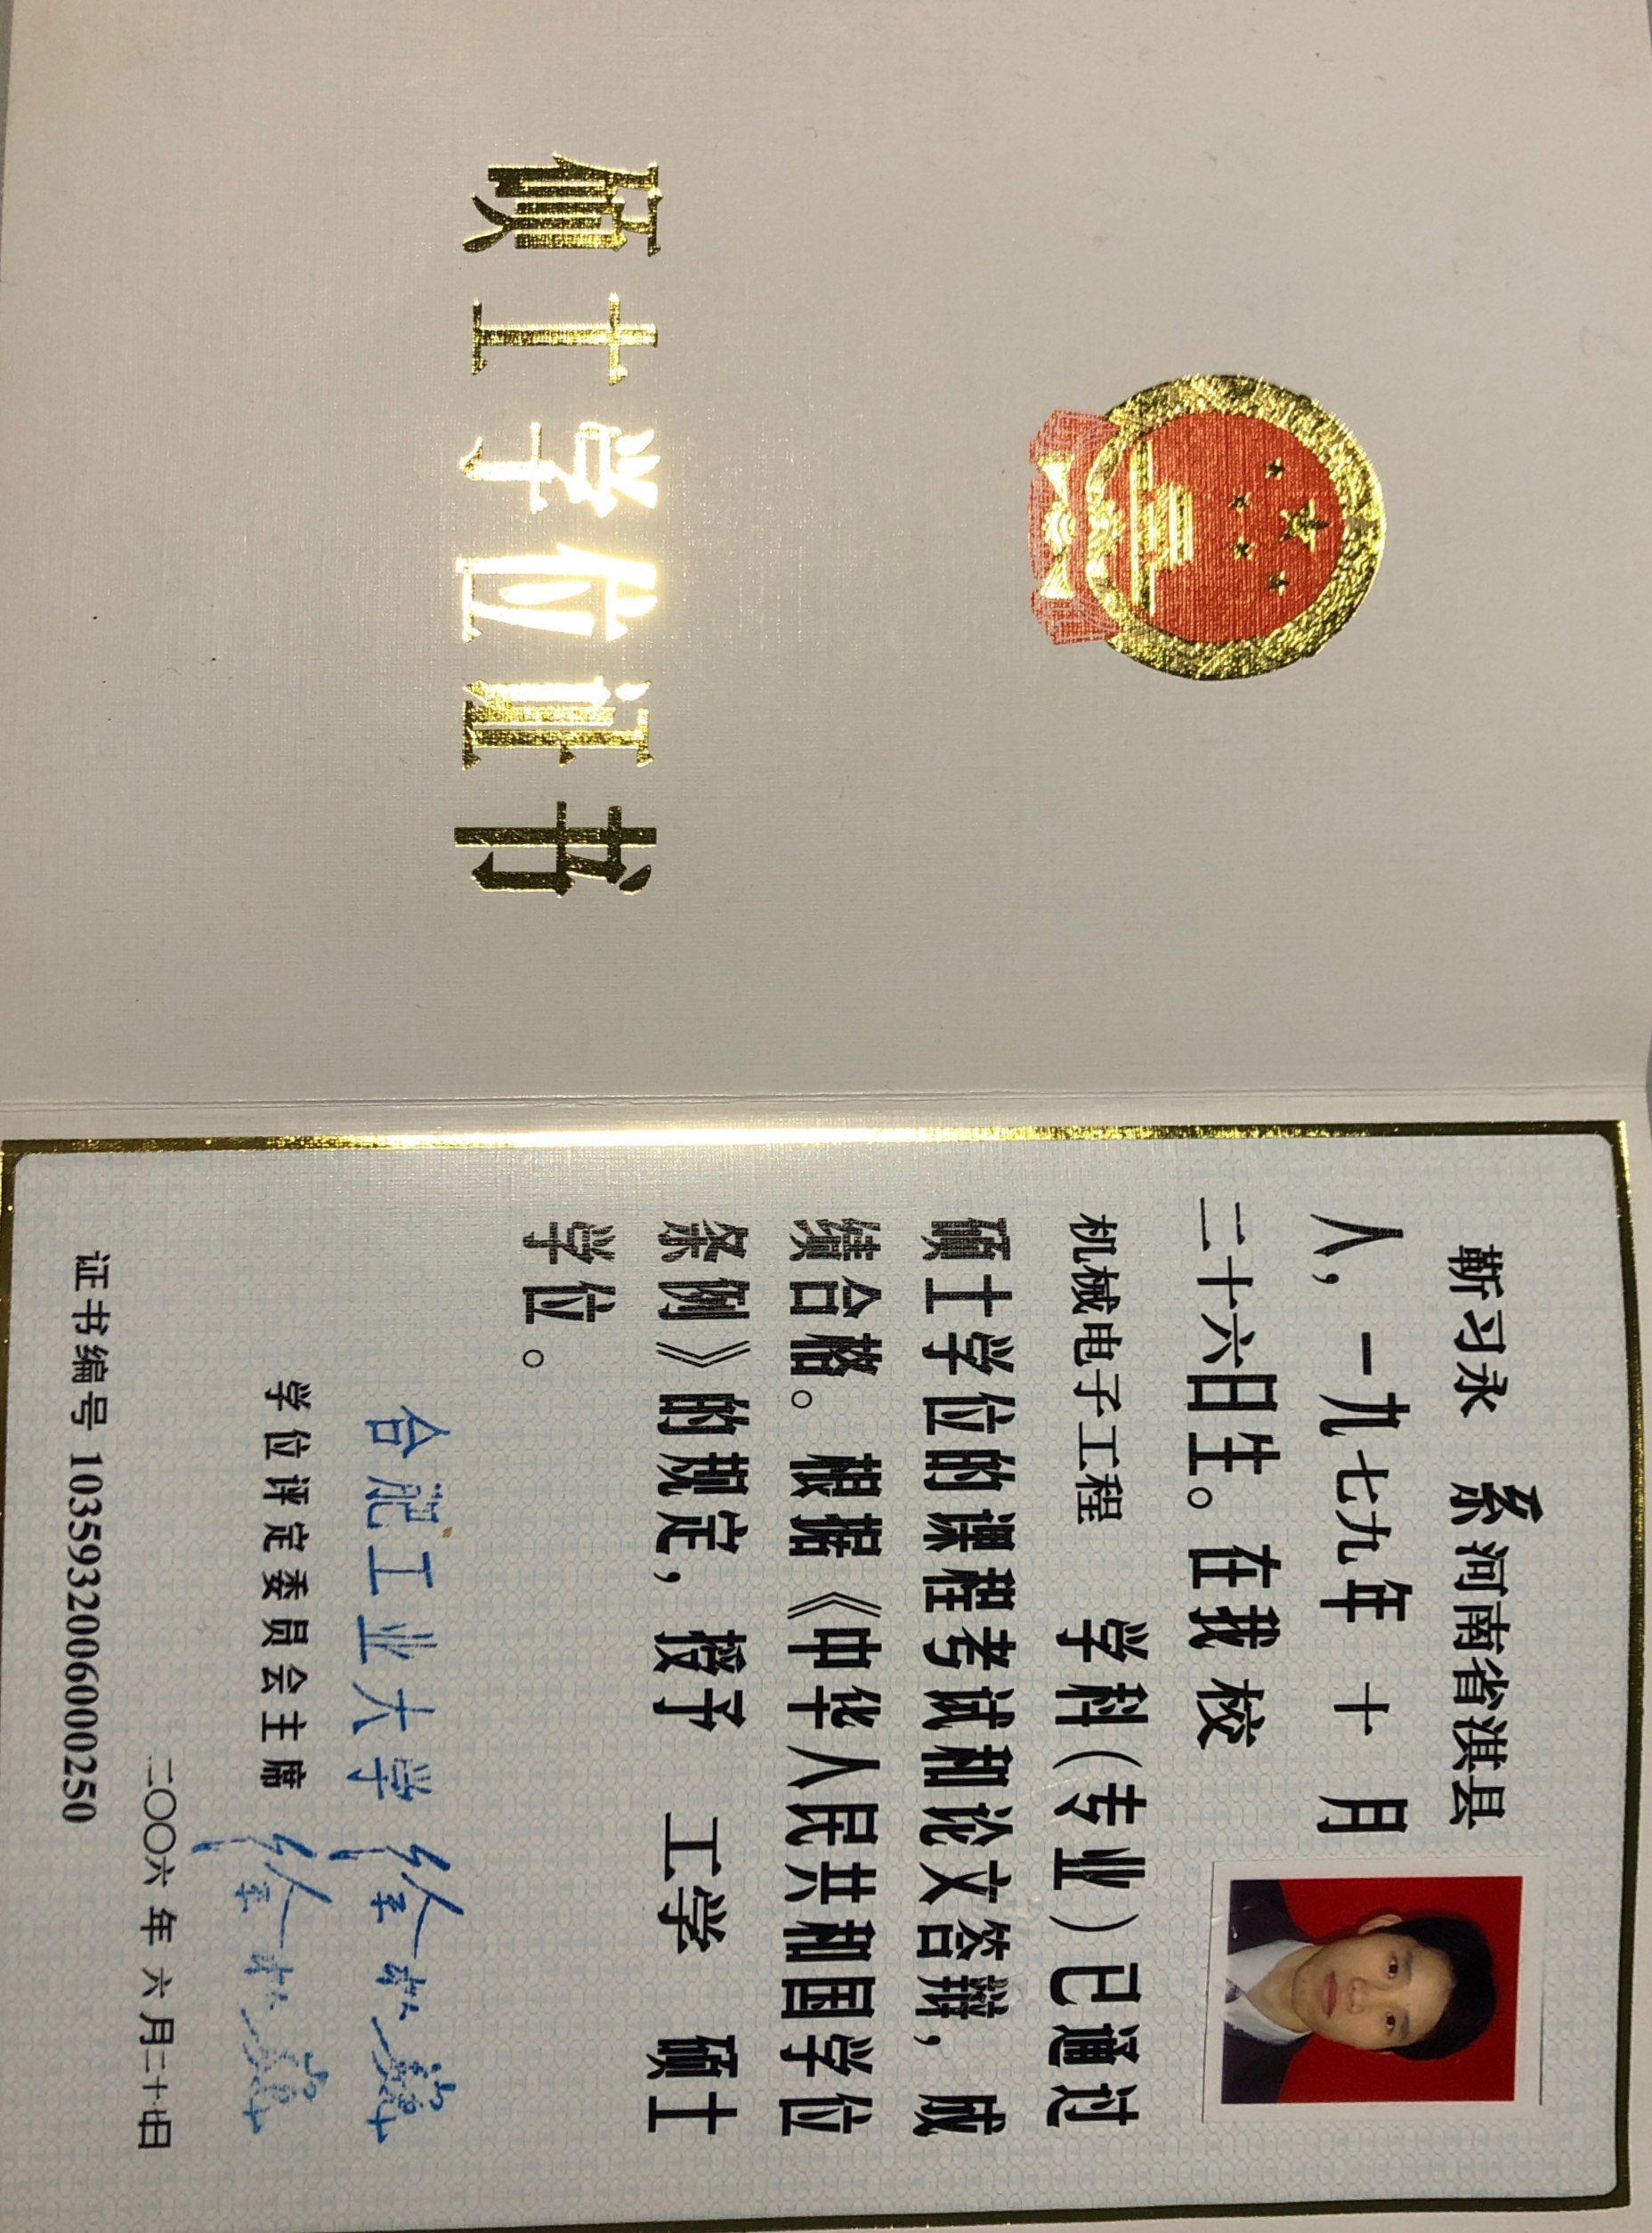 硕士学位证书
靳习永 系河南省淇县
人，一九七九年 十 月
二十六日生。在我 校
机械电子工程 学科(专业)已通过
硕士学位的课程考试和论文答辩，成
绩合格。根据《中华人民共和国学位
条例》的规定，授予 工学 硕士
学位。
合肥工业大学
学位评定委员会主席
二〇〇六 年 六 月二十日
证书编号 1035932006000250